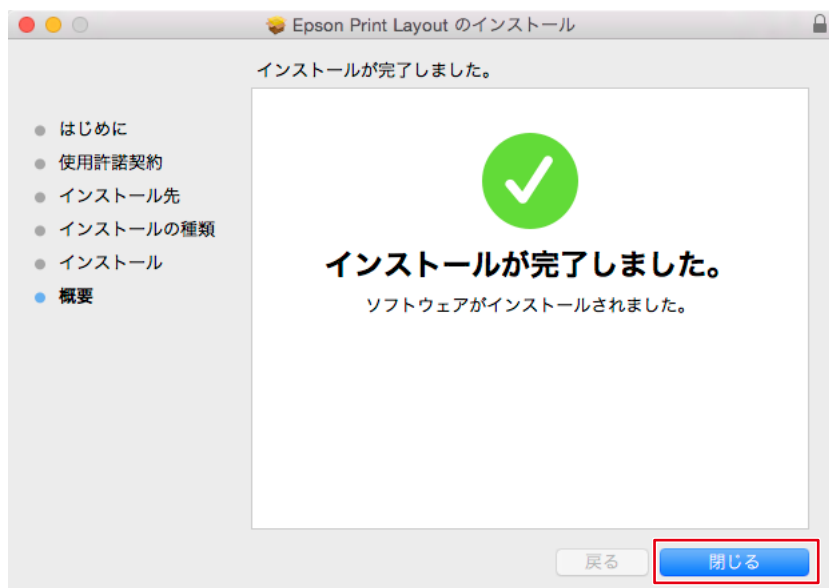 Epson Print Layout のインストール
インストールが完了しました。
はじめに
使用許諾契約
インストール先
インストールの種類
インストール
概要
インストールが完了しました。
ソフトウェアがインストールされました。
戻る
閉じる